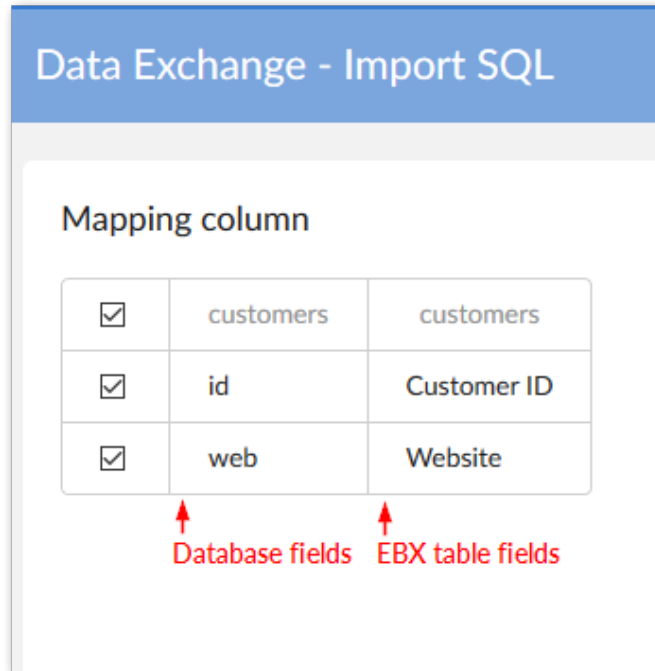 Data Exchange - Import SQL
Mapping column
customers customers
id Customer ID
web Website
Database fields EBX table fields